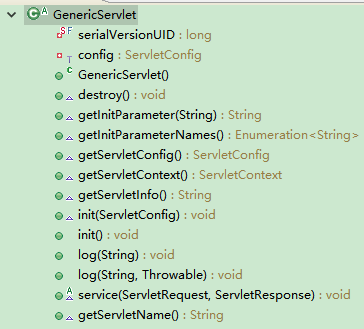 GenericServlet
serialVersionUID : long
config : ServletConfig
GenericServlet()
destroy() : void
getInitParameter(String) : String
getInitParameterNames() : Enumeration<String>
getServletConfig() : ServletConfig
getServletContext() : ServletContext
getServletInfo() : String
init(ServletConfig) : void
init() : void
log(String) : void
log(String, Throwable) : void
service(ServletRequest, ServletResponse) : void
getServletName() : String